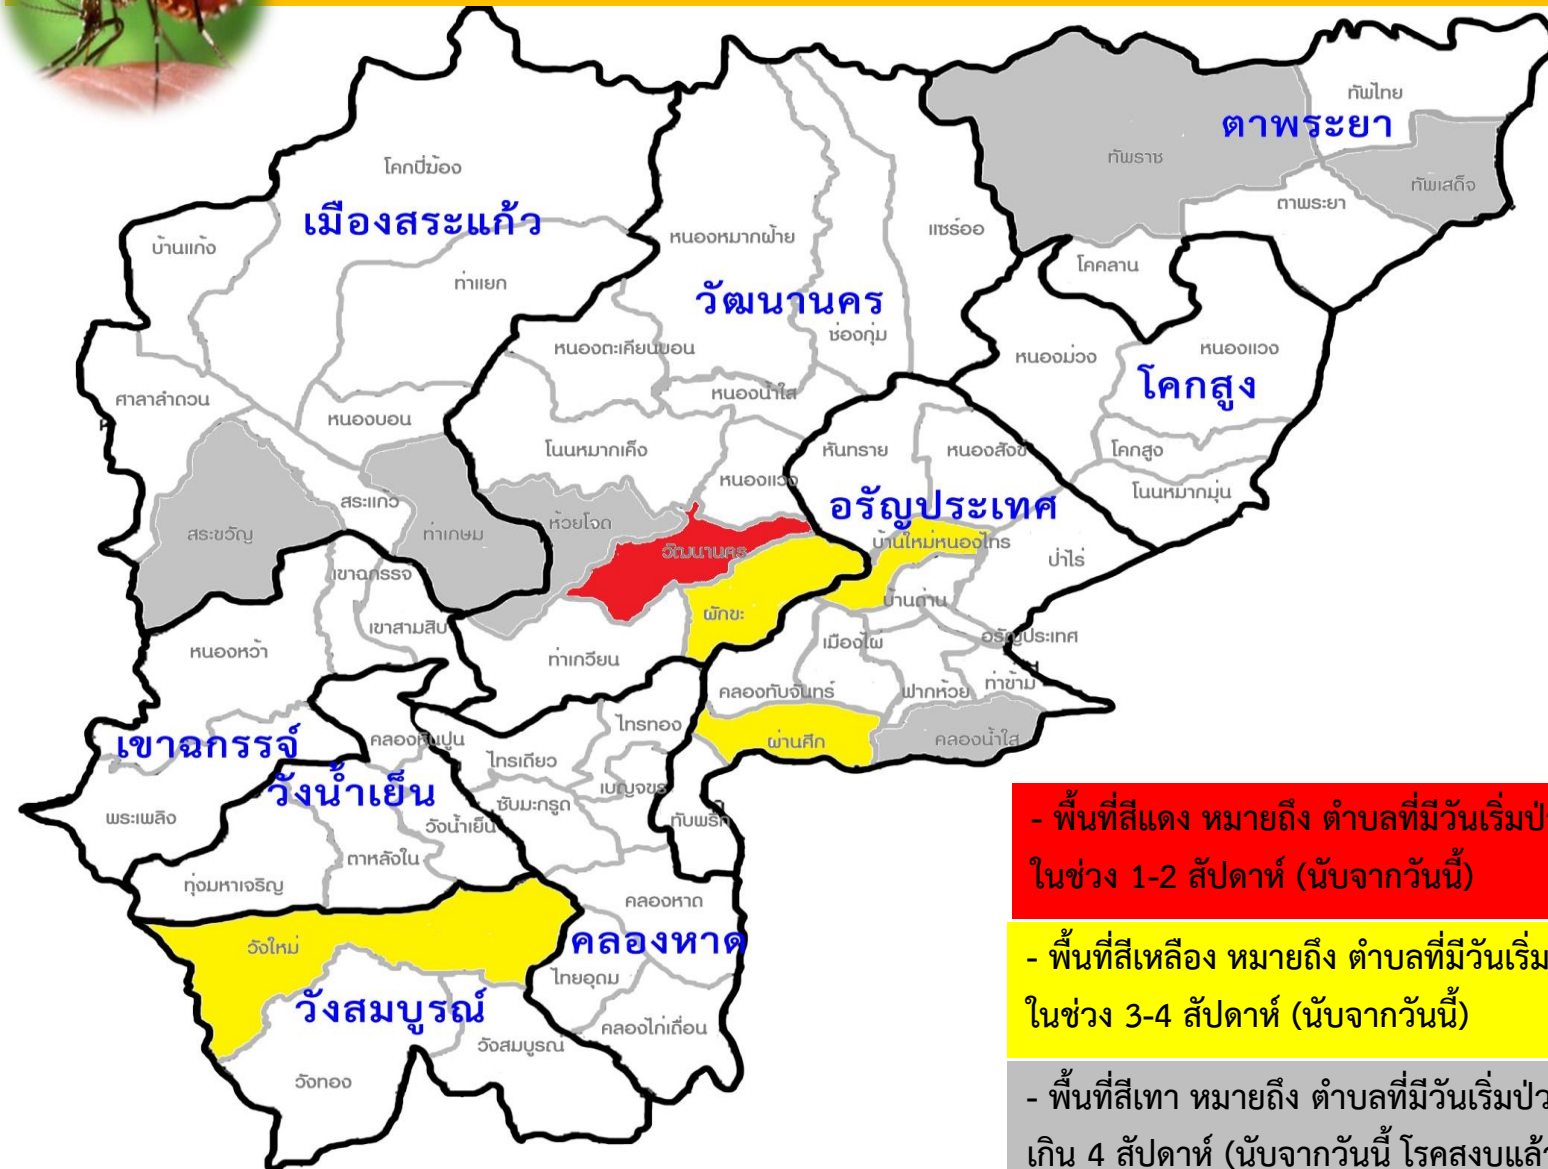 ทัพไทย
ตาพระยา
ทัพราช
โคกปี่ฆ้อง
ทัพเสด็จ
ตาพระยา
เมืองสระแก้ว
บ้านแก้ง
หนองหมากฝ้าย
แซร์ออ
โคคลาน
ท่าแยก
วัฒนานคร
ช่องกุ่ม
หนองตะเคียนบอน
หนองม่วง
หนองแวง
โคกสูง
หนองน้ำใส
ศาลาลำดวน
หนองบอน
โนนหมากเค็ง
หันทราย
หนองสังข์
โคกสูง
หนองแวง
โนนหมากมุ่น
สระแก้ว
อรัญประเทศ
สระขวัญ
ท่าเกษม
ห้วยโจด
วัฒนานคร
บ้านใหม่หนองไทร
ป่าไร่
เขาฉกรรจ์
บ้านด่าน
ผักขะ
เขาสามสิบ
เมืองไผ่
อรัญประเทศ
หนองหว้า
ท่าเกวียน
คลองทับจันทร์
ฟากห้วย
ท่าข้าม
ไทรทอง
เขาฉกรรจ์
คลองหินปูน
ผ่านศึก
คลองน้ำใส
ไทรเดียว
วังน้ำเย็น
เบญจขร
ซับมะกรูด
พระเพลิง
วังน้ำเย็น
ทับพริก
ตาหลังใน
ทุ่งมหาเจริญ
คลองหาด
วังใหม่
คลองหาด
ไทยอุดม
วังสมบูรณ์
คลองไก่เถื่อน
วังสมบูรณ์
วังทอง
- พื้นที่สีแดง หมายถึง ตำบลที่มีวันเริ่มป่
ในช่วง 1-2 สัปดาห์ (นับจากวันนี้)
- พื้นที่สีเหลือง หมายถึง ตำบลที่มีวันเริ่ม
ในช่วง 3-4 สัปดาห์ (นับจากวันนี้)
- พื้นที่สีเทา หมายถึง ตำบลที่มีวันเริ่มป่ว
เกิน 4 สัปดาห์ (นับจากวันนี้ โรคสงบแล้ว